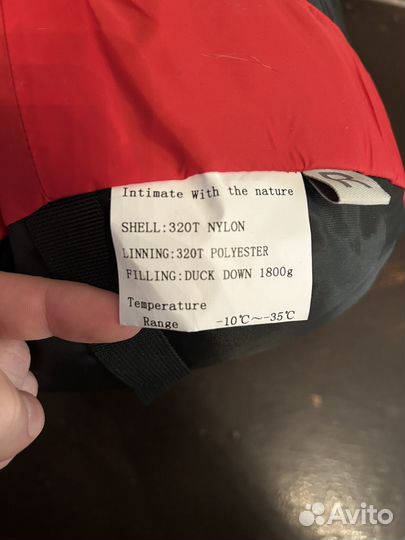 Intimate With the nature
R
SHELL:320T NYLON
LINNING:320T POLYESTER
FILLING:DUCK DOWN 1800g
Temperature
Range -10℃～-35℃
Avito